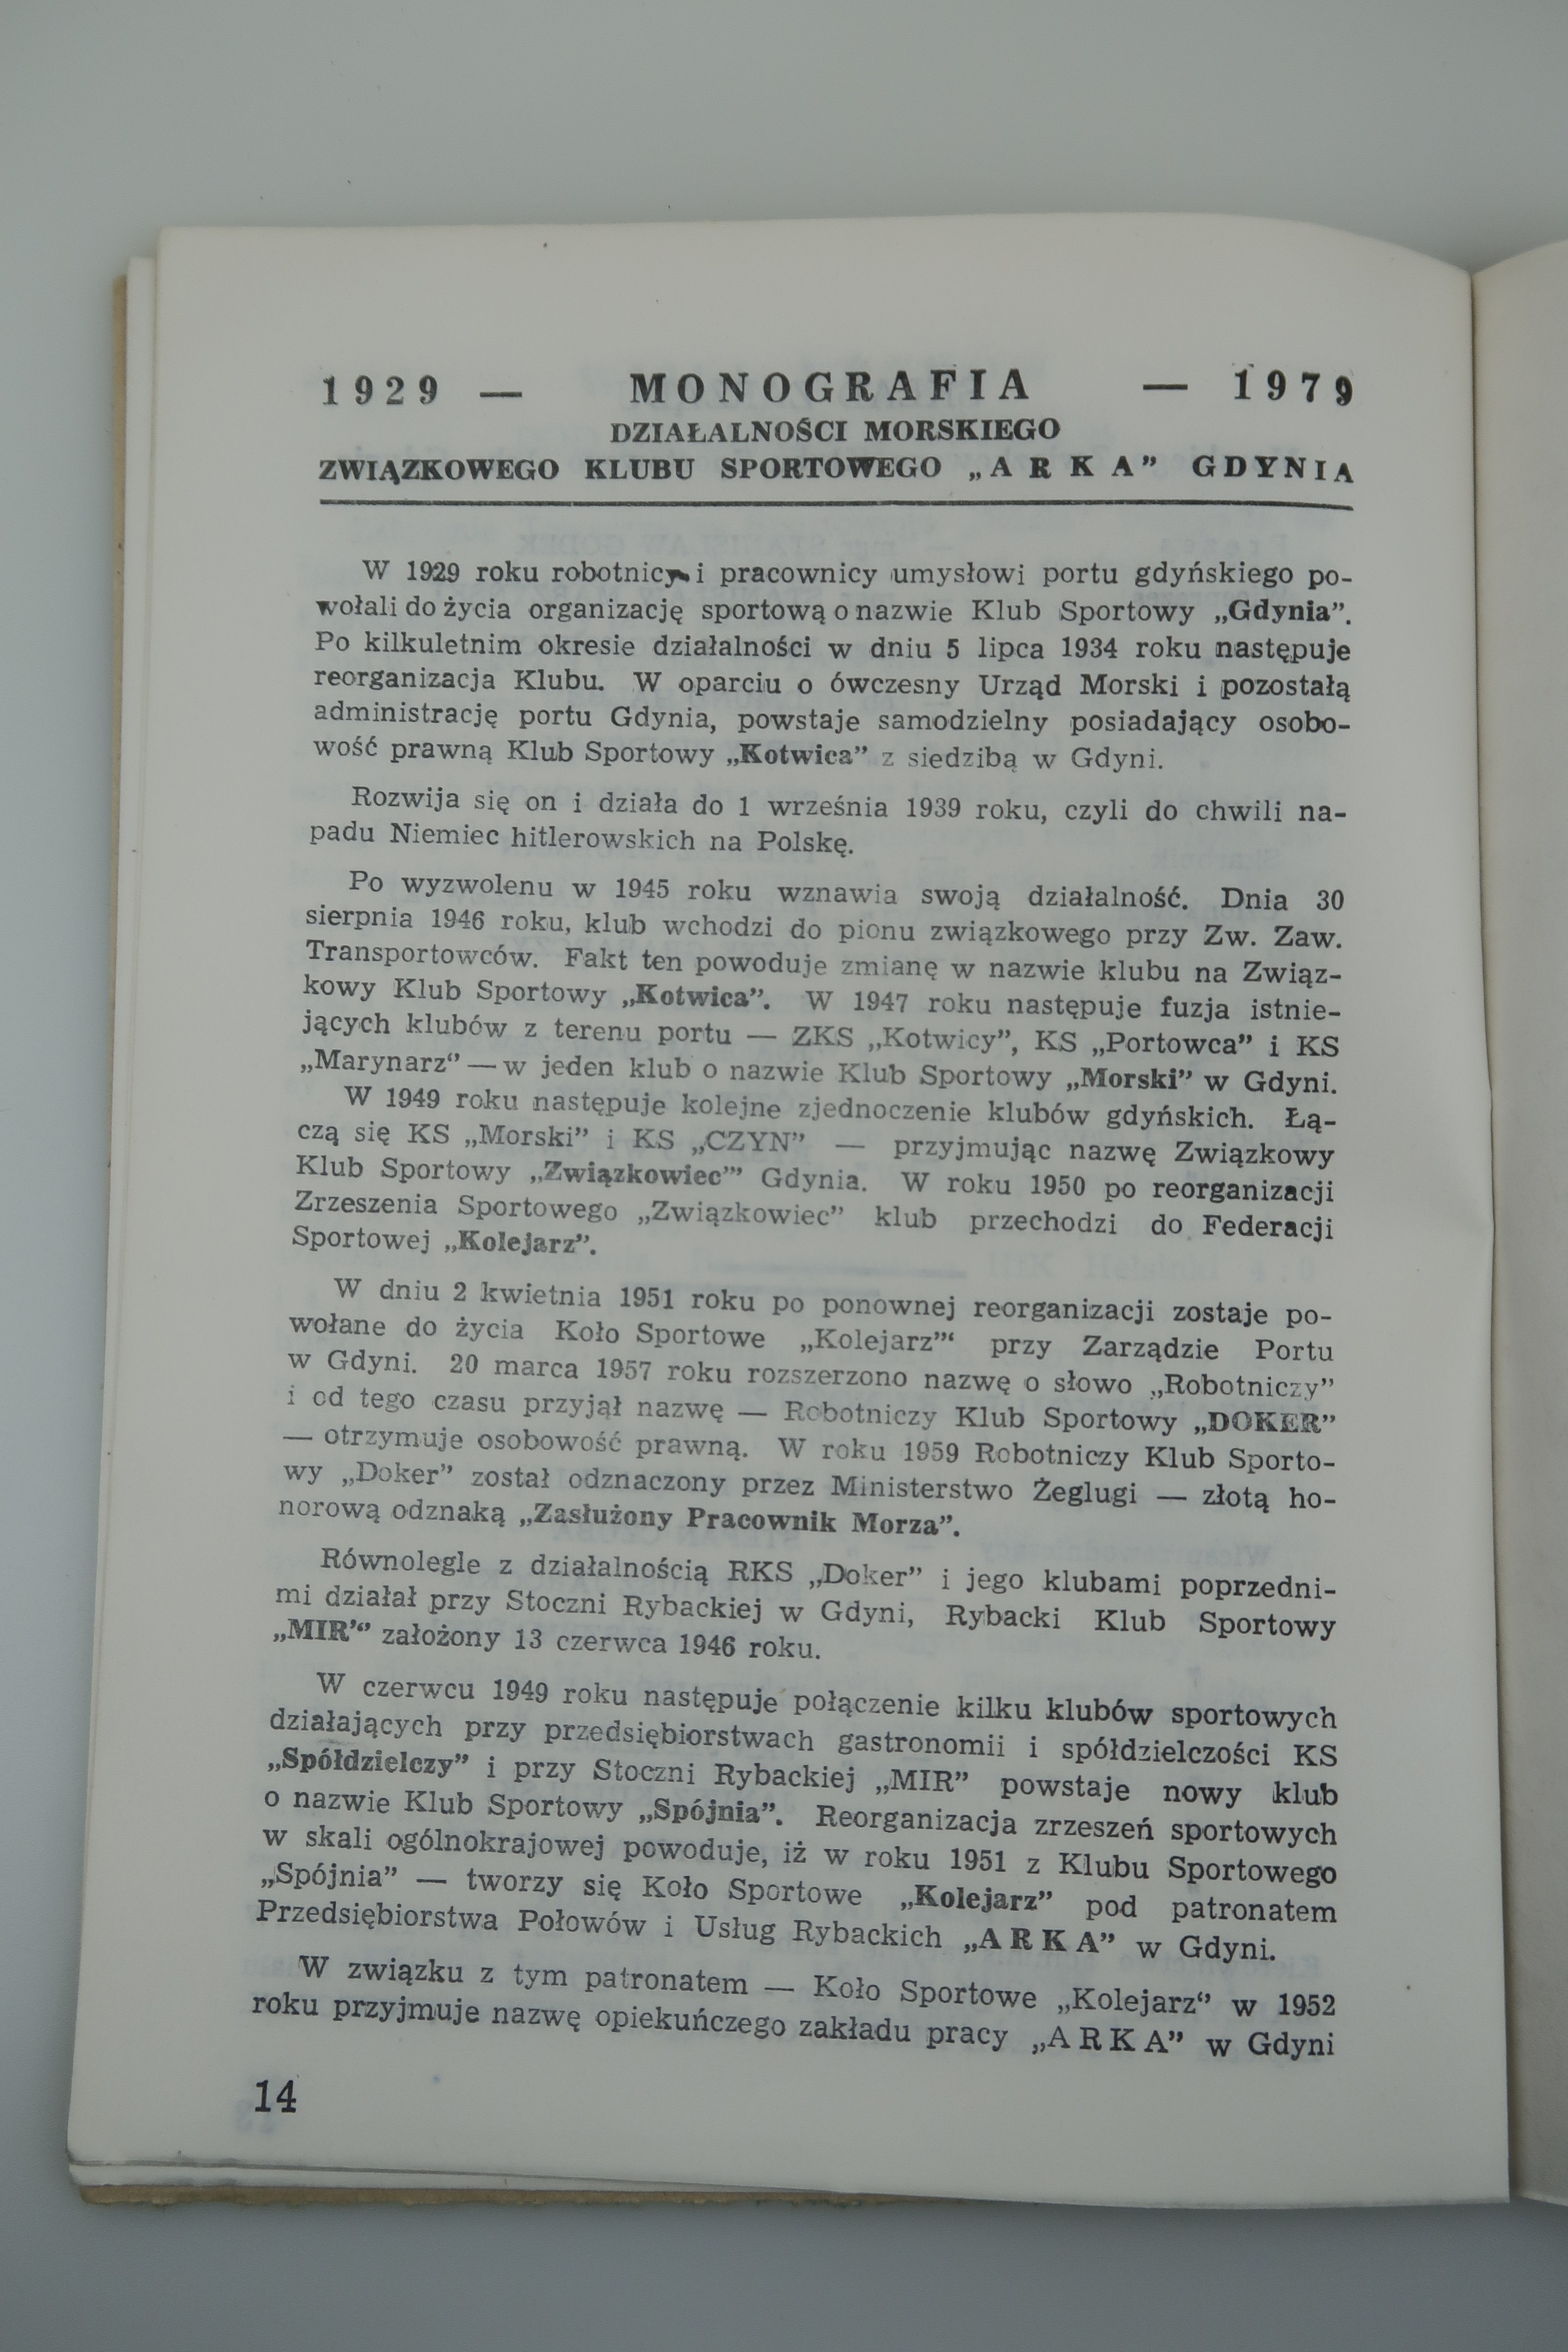 1929 — MONOGRAFIA — 1979
DZIAŁALNOŚCI MORSKIEGO
ZWIĄZKOWEGO KLUBU SPORTOWEGO „ARKA” GDYNIA
W 1929 roku robotnicy i pracownicy umysłowi portu gdyńskiego po-
wołali do życia organizację sportową o nazwie Klub Sportowy „Gdynia”.
Po kilkuletnim okresie działalności w dniu 5 lipca 1934 roku następuje
reorganizacja Klubu. W oparciu o ówczesny Urząd Morski i pozostałą
administrację portu Gdynia, powstaje samodzielny posiadający osobo-
wość prawną Klub Sportowy „Kotwica” z siedzibą w Gdyni.
Rozwija się on i działa do 1 września 1939 roku, czyli do chwili na-
padu Niemiec hitlerowskich na Polskę.
Po wyzwolenu w 1945 roku wznawia swoją działalność. Dnia 30
sierpnia 1946 roku, klub wchodzi do pionu związkowego przy Zw. Zaw.
Transportowców. Fakt ten powoduje zmianę w nazwie klubu na Związ-
kowy Klub Sportowy „Kotwica”. W 1947 roku następuje fuzja istnie-
jących klubów z terenu portu — ZKS „Kotwicy”, KS „Portowca” i KS
„Marynarz“ — w jeden klub o nazwie Klub Sportowy „Morski” w Gdyni.
W 1949 roku następuje kolejne zjednoczenie klubów gdyńskich. Łą-
czą się KS „Morski” i KS „CZYN” — przyjmując nazwę Związkowy
Klub Sportowy „Związkowiec”’ Gdynia. W roku 1950 po reorganizacji
Zrzeszenia Sportowego „Związkowiec” klub przechodzi do Federacji
Sportowej „Kolejarz”.
W dniu 2 kwietnia 1951 roku po ponownej reorganizacji zostaje po-
wołane do życia Koło Sportowe „Kolejarz”‘ przy Zarządzie Portu
w Gdyni. 20 marca 1957 roku rozszerzono nazwę o słowo „Robotniczy”
i od tego czasu przyjął nazwę — Robotniczy Klub Sportowy „DOKER”
— otrzymuje osobowość prawną. W roku 1959 Robotniczy Klub Sporto-
wy „Doker” został odznaczony przez Ministerstwo Żeglugi — złotą ho-
norową odznaką „Zasłużony Pracownik Morza”.
Równolegle z działalnością RKS „Doker” i jego klubami poprzedni-
mi działał przy Stoczni Rybackiej w Gdyni, Rybacki Klub Sportowy
„MIR’“ założony 13 czerwca 1946 roku.
W czerwcu 1949 roku następuje połączenie kilku klubów sportowych
działających przy przedsiębiorstwach gastronomii i spółdzielczości KS
„Spółdzielczy” i przy Stoczni Rybackiej „MIR” powstaje nowy klub
o nazwie Klub Sportowy „Spójnia”. Reorganizacja zrzeszeń sportowych
w skali ogólnokrajowej powoduje, iż w roku 1951 z Klubu Sportowego
„Spójnia” — tworzy się Koło Sportowe „Kolejarz” pod patronatem
Przedsiębiorstwa Połowów i Usług Rybackich „ARKA” w Gdyni.
W związku z tym patronatem — Koło Sportowe „Kolejarz“ w 1952
roku przyjmuje nazwę opiekuńczego zakładu pracy „ARKA” w Gdyni
14